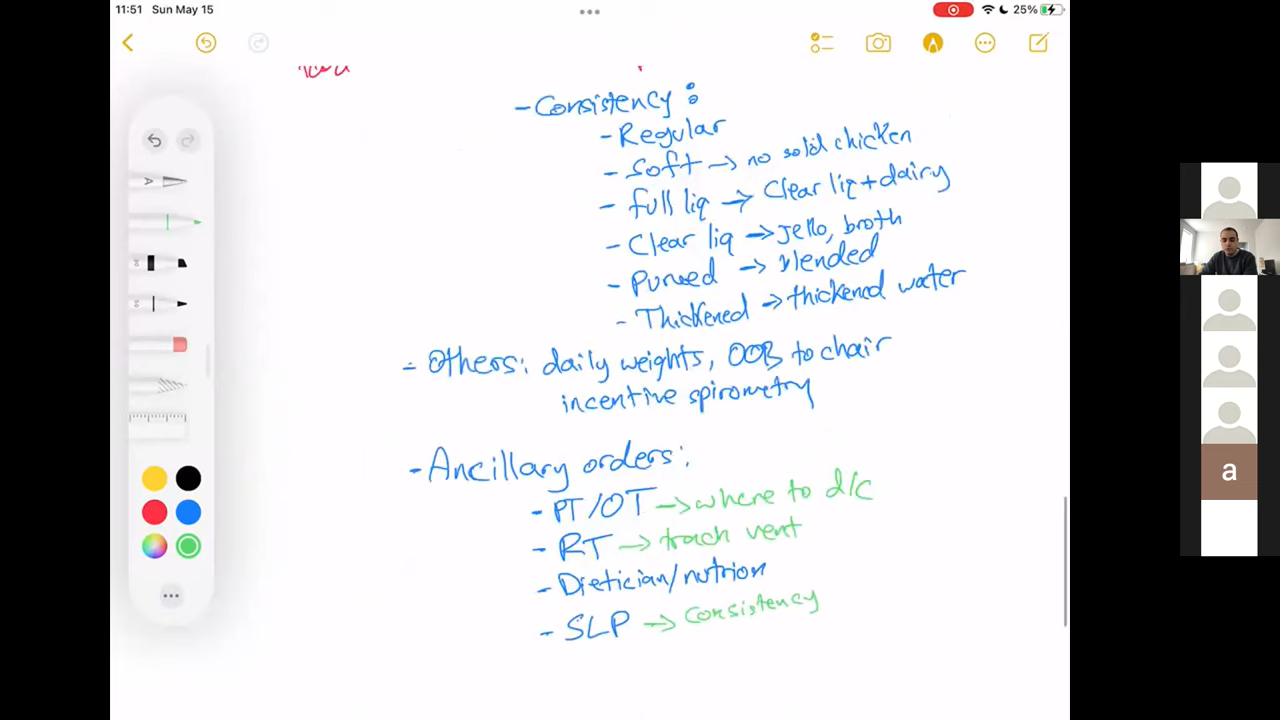 11:51 Sun May 15
25%
- Consistency :
- Regular
- Soft → no solid chicken
- full liq → Clear liq + dairy
- Clear liq → Jello, broth
- Pureed → blended
- Thickened → thickened water
- Others: daily weights, OOB to chair
incentive spirometry
- Ancillary orders:
- PT/OT → where to d/c
- RT → trach vent
- Dietician/nutrion
- SLP → Consistency
a